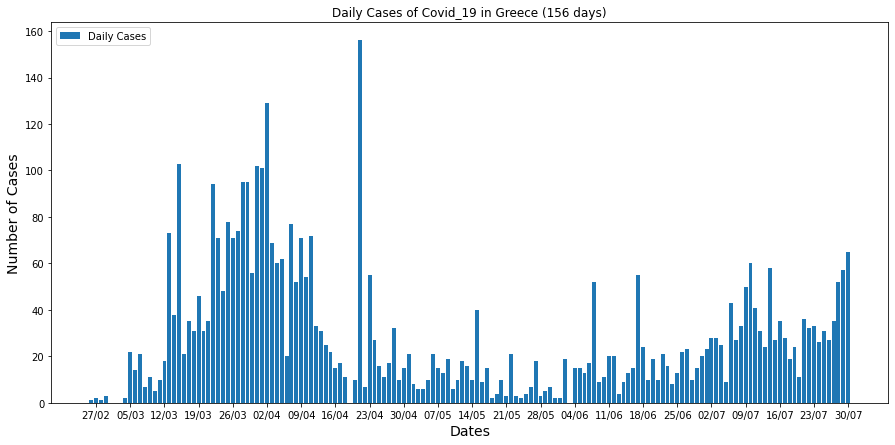 Daily Cases of Covid_19 in Greece (156 days)
Daily Cases
Number of Cases
160
140
120
100
80
60
40
20
0
27/02 05/03 12/03 19/03 26/03 02/04 09/04 16/04 23/04 30/04 07/05 14/05 21/05 28/05 04/06 11/06 18/06 25/06 02/07 09/07 16/07 23/07 30/07
Dates